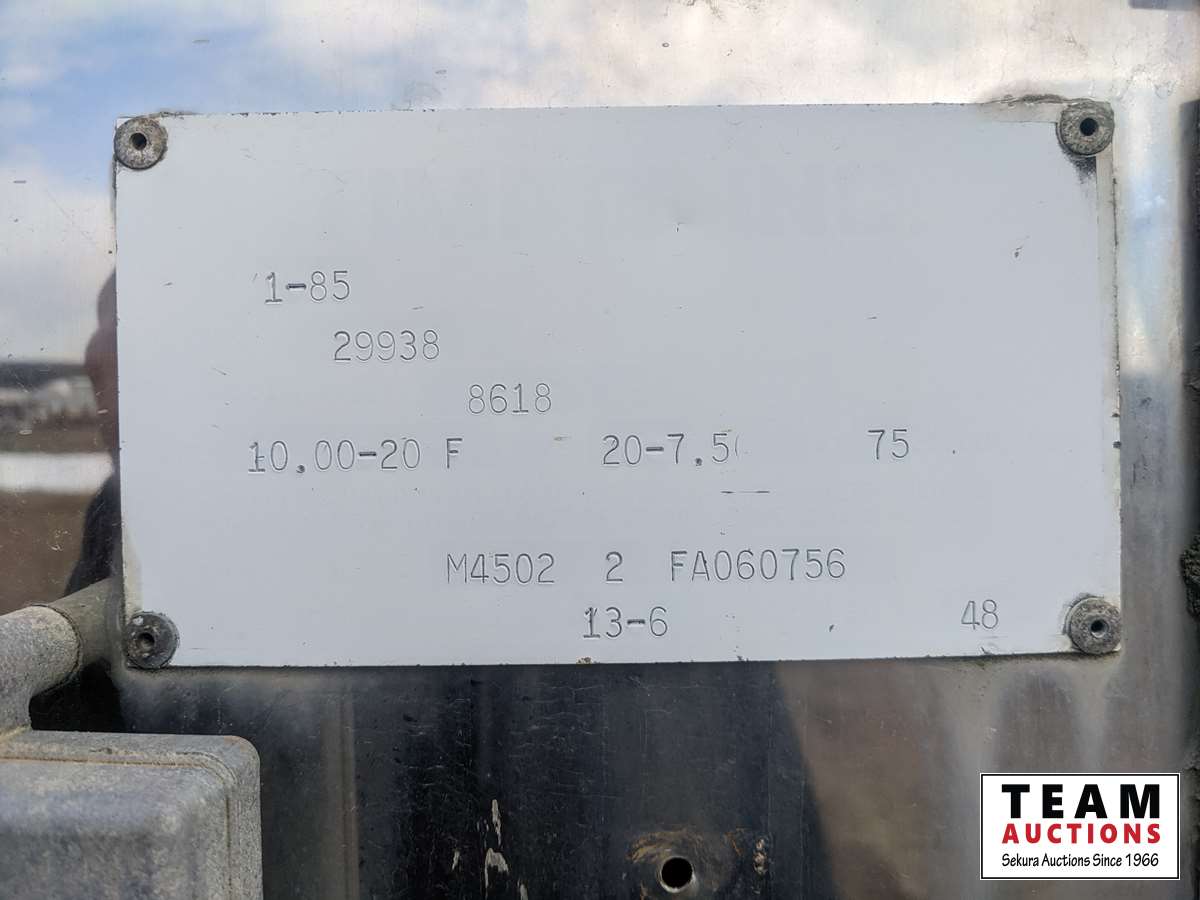 1-85
29938
8618
10.00-20 F 20-7.50 75
M4502 2 FA060756
13-6 48
TEAM
AUCTIONS
Sekura Auctions Since 1966